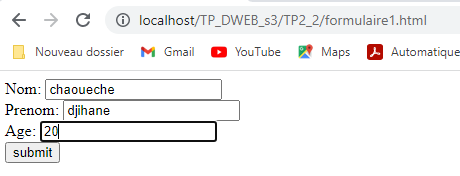 localhost/TP_DWEB_s3/TP2_2/formulaire1.html
Nouveau dossier Gmail YouTube Maps Automatique
Nom: chaoueche
Prenom: djihane
Age: 20
submit